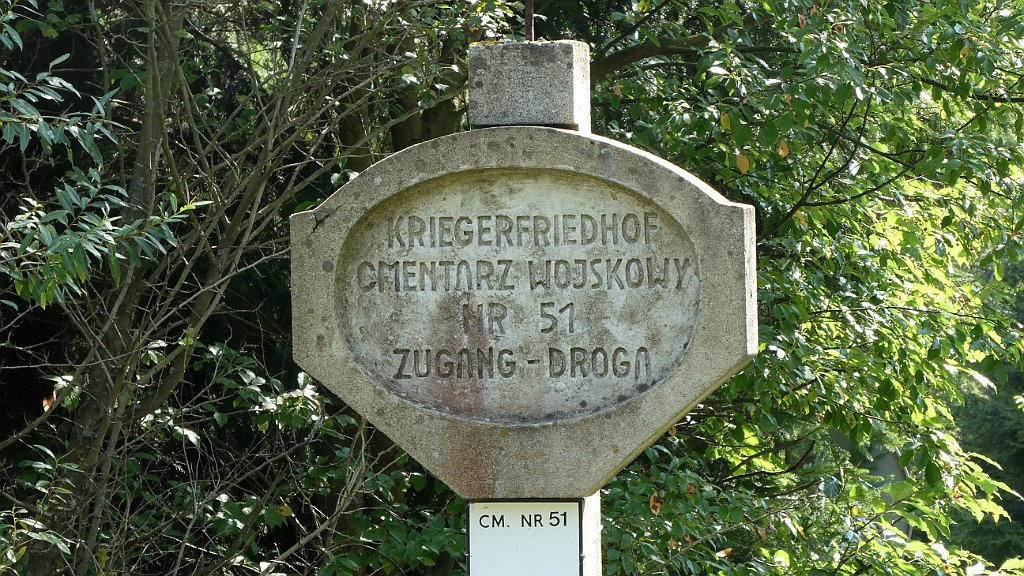 KRIEGERFRIEDHOF
CMENTARZ WOJSKOWY
NR 51
ZUGANG - DROGA
CM. NR 51